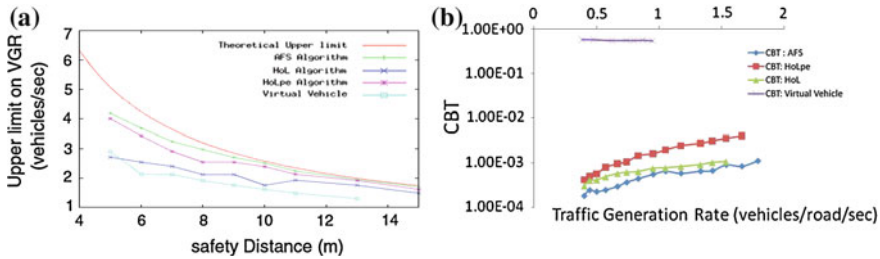 (a)
7
6
5
4
3
2
1
Upper limit on VGR
(vehicles/sec)
Theoretical Upper limit
AFS Algorithm
HoL Algorithm
HoLpe Algorithm
Virtual Vehicle
4 6 8 10 12 14
safety Distance (m)
(b)
0 0.5 1 1.5 2
1.00E+00
1.00E-01
1.00E-02
1.00E-03
1.00E-04
CBT
CBT : AFS
CBT: HoLpe
CBT: HoL
CBT: Virtual Vehicle
Traffic Generation Rate (vehicles/road/sec)